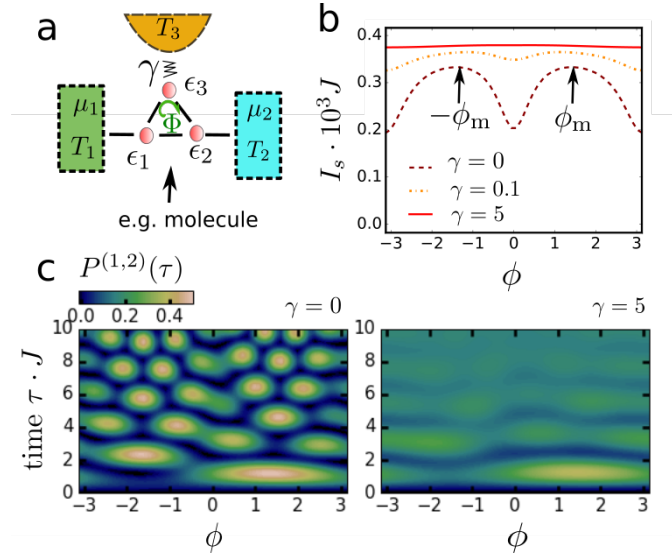 a
T₃
γ
ϵ₃
μ₁
T₁
Φ
μ₂
T₂
ϵ₁
ϵ₂
e.g. molecule
b
I_s · 10³ J
0.4
0.3
0.2
0.1
0.0
−ϕ_m
ϕ_m
γ = 0
γ = 0.1
γ = 5
−3 −2 −1 0 1 2 3
ϕ
c
P^(1,2)(τ)
0.0 0.2 0.4
γ = 0
γ = 5
time τ · J
10
8
6
4
2
0
−3 −2 −1 0 1 2 3
ϕ
10
8
6
4
2
0
−3 −2 −1 0 1 2 3
ϕ